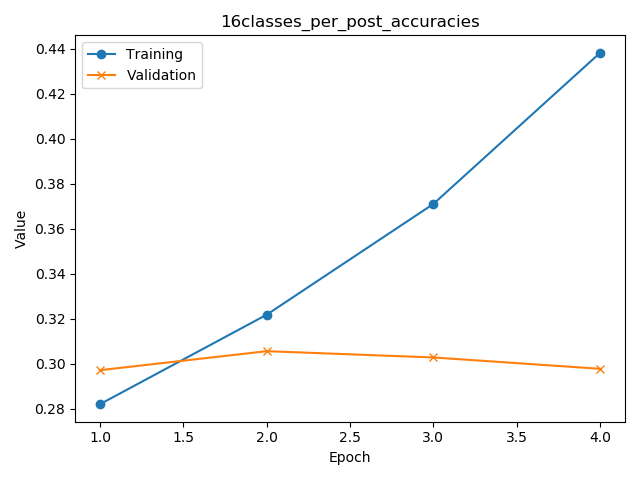 16classes_per_post_accuracies
Training
Validation
Value
0.44
0.42
0.40
0.38
0.36
0.34
0.32
0.30
0.28
1.0 1.5 2.0 2.5 3.0 3.5 4.0
Epoch